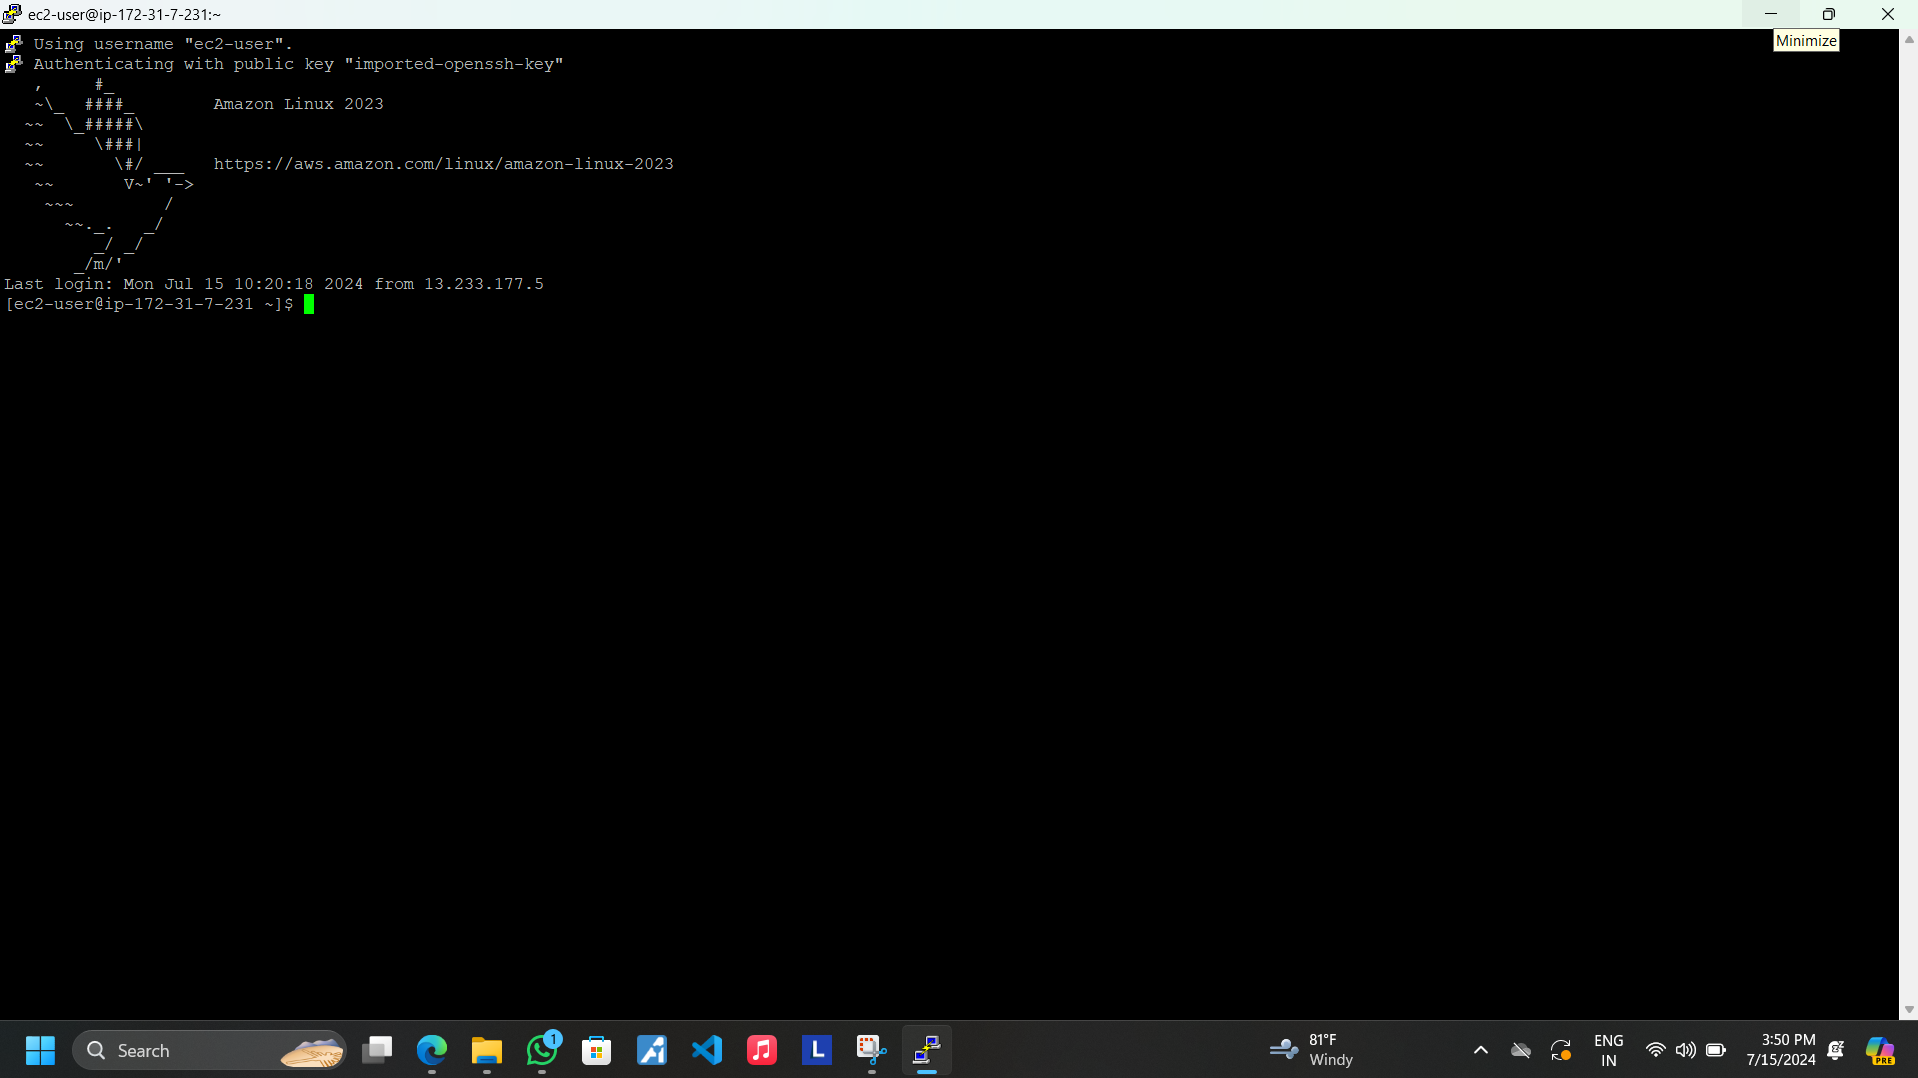 ec2-user@ip-172-31-7-231:~
Minimize
Using username "ec2-user".
Authenticating with public key "imported-openssh-key"
   ,     #_
   ~\_  ####_        Amazon Linux 2023
  ~~  \_#####\
  ~~     \###|
  ~~       \#/ ___   https://aws.amazon.com/linux/amazon-linux-2023
   ~~       V~' '->
    ~~~         /
      ~~._.   _/
         _/ _/
       _/m/'
Last login: Mon Jul 15 10:20:18 2024 from 13.233.177.5
[ec2-user@ip-172-31-7-231 ~]$
Search
1
L
81°F
Windy
ENG
IN
3:50 PM
7/15/2024
PRE